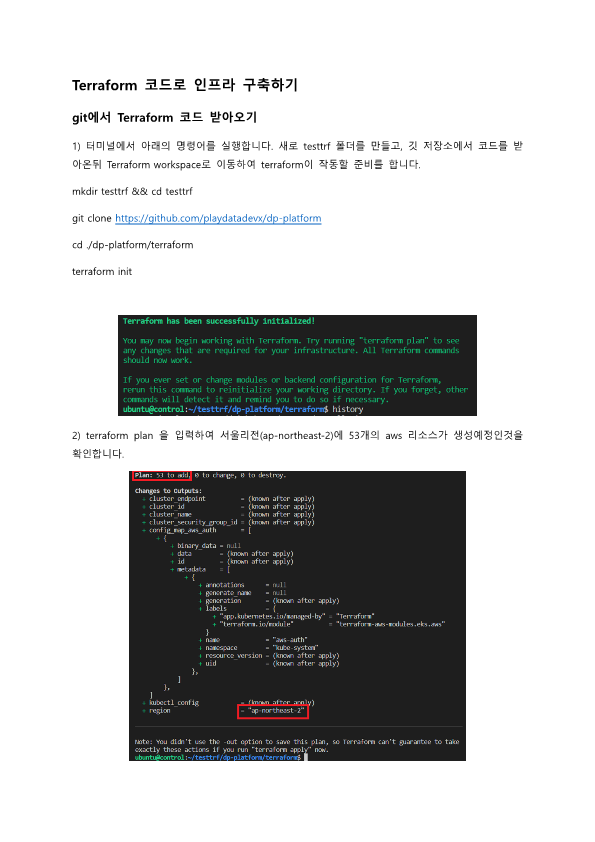 Terraform 코드로 인프라 구축하기
git에서 Terraform 코드 받아오기
1) 터미널에서 아래의 명령어를 실행합니다. 새로 testtrf 폴더를 만들고, 깃 저장소에서 코드를 받
아온뒤 Terraform workspace로 이동하여 terraform이 작동할 준비를 합니다.
mkdir testtrf && cd testtrf
git clone https://github.com/playdatadevx/dp-platform
cd ./dp-platform/terraform
terraform init
Terraform has been successfully initialized!
You may now begin working with Terraform. Try running "terraform plan" to see
any changes that are required for your infrastructure. All Terraform commands
should now work.
If you ever set or change modules or backend configuration for Terraform,
rerun this command to reinitialize your working directory. If you forget, other
commands will detect it and remind you to do so if necessary.
ubuntu@control:~/testtrf/dp-platform/terraform$ history
2) terraform plan 을 입력하여 서울리전(ap-northeast-2)에 53개의 aws 리소스가 생성예정인것을
확인합니다.
Plan: 53 to add, 0 to change, 0 to destroy.
Changes to Outputs:
+ cluster_endpoint = (known after apply)
+ cluster_id = (known after apply)
+ cluster_name = (known after apply)
+ cluster_security_group_id = (known after apply)
+ config_map_aws_auth = [
+ {
+ binary_data = null
+ data = (known after apply)
+ id = (known after apply)
+ metadata = [
+ {
+ annotations = null
+ generate_name = null
+ generation = (known after apply)
+ labels = {
+ "app.kubernetes.io/managed-by" = "Terraform"
+ "terraform.io/module" = "terraform-aws-modules.eks.aws"
}
+ name = "aws-auth"
+ namespace = "kube-system"
+ resource_version = (known after apply)
+ uid = (known after apply)
},
]
},
]
+ kubectl_config = (known after apply)
+ region = "ap-northeast-2"
Note: You didn't use the -out option to save this plan, so Terraform can't guarantee to take
exactly these actions if you run "terraform apply" now.
ubuntu@control:~/testtrf/dp-platform/terraform$